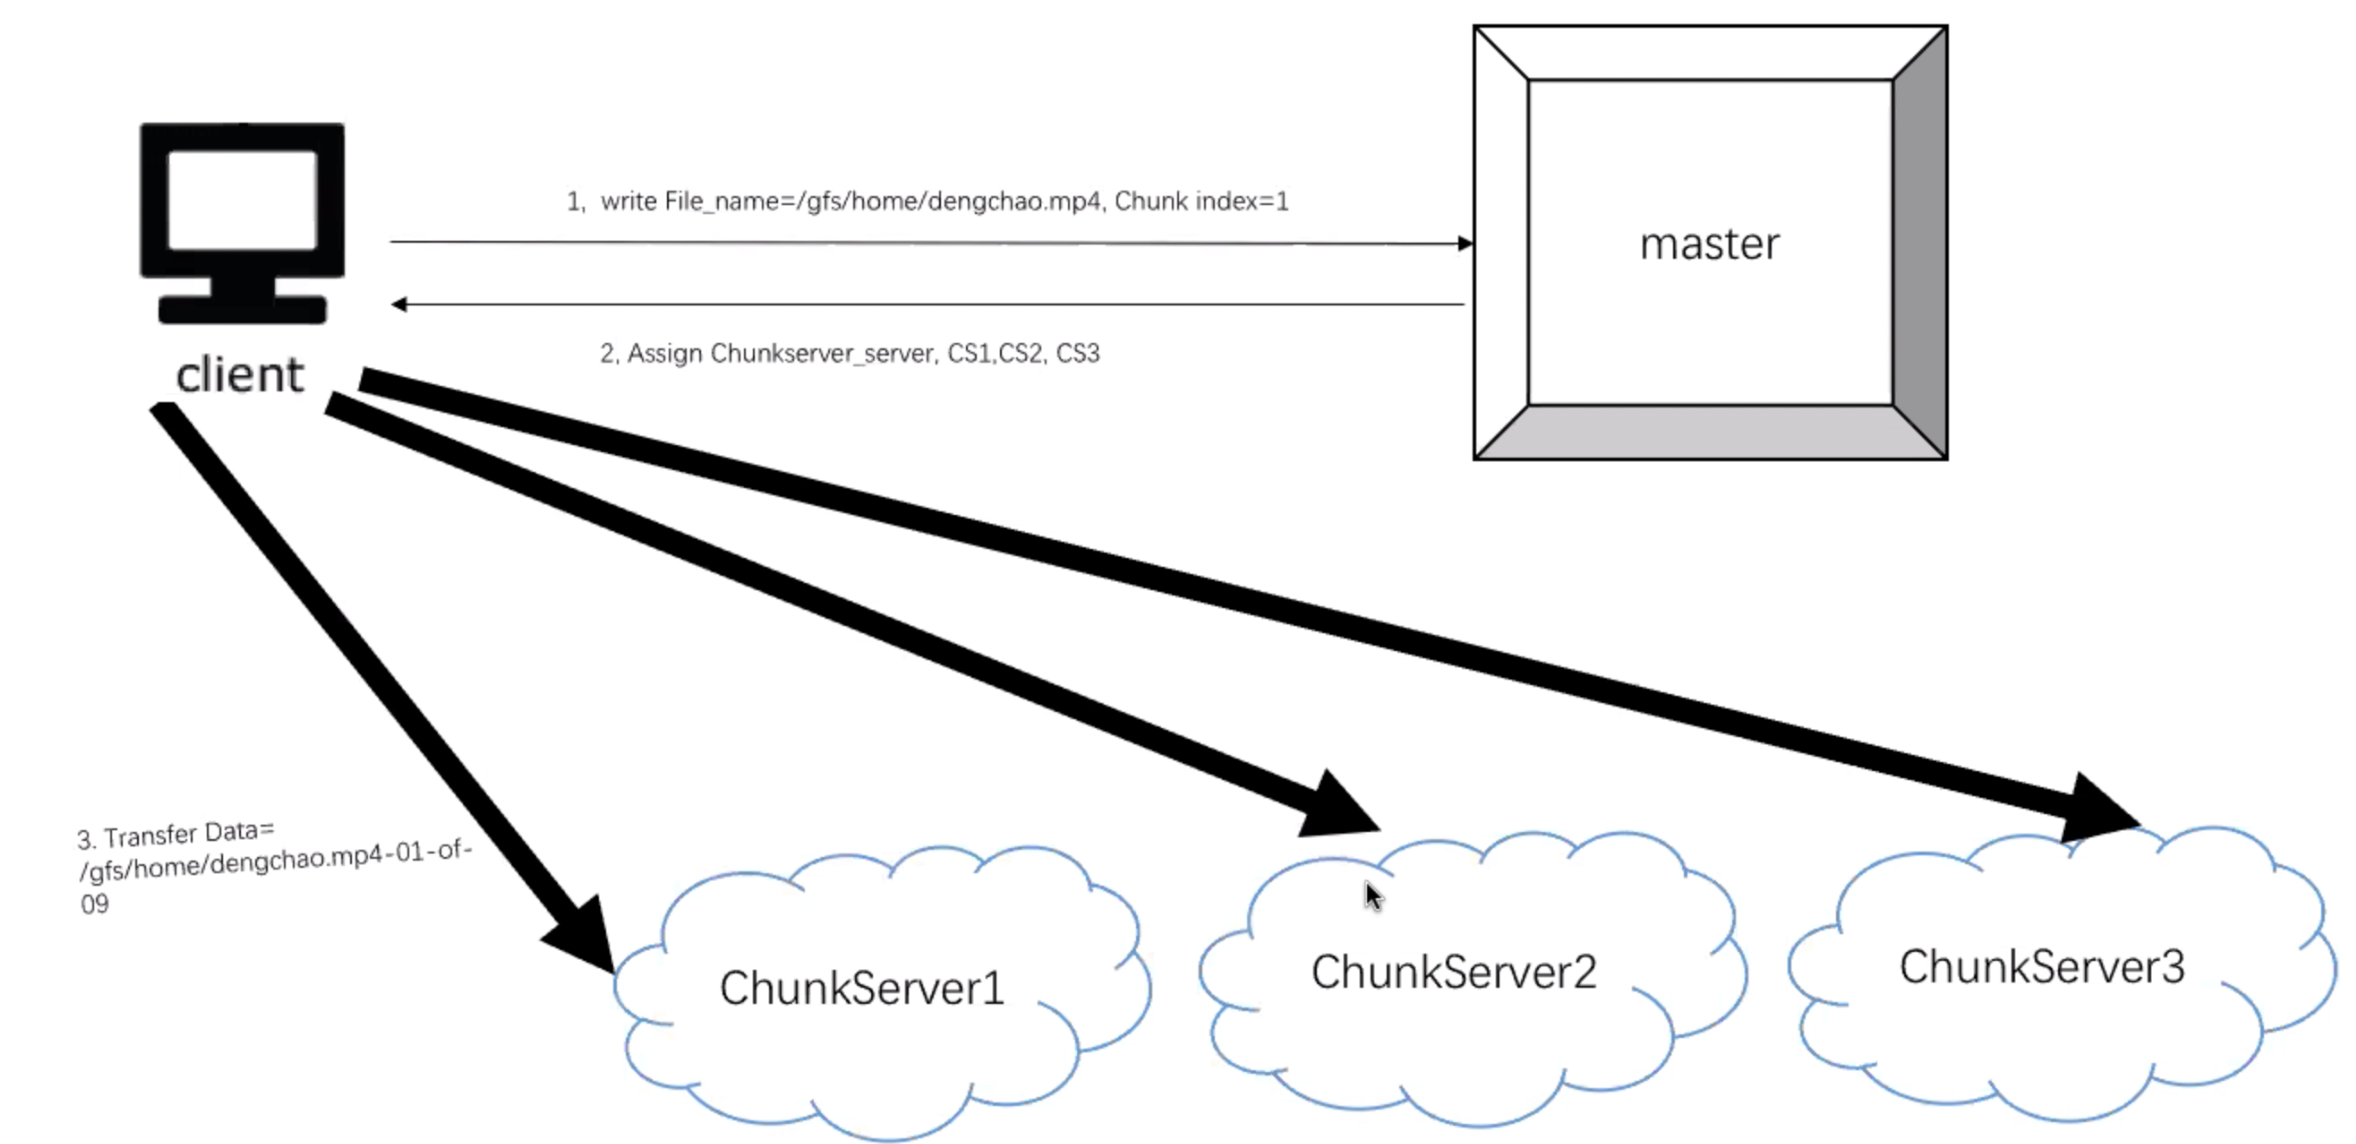 1, write File_name=/gfs/home/dengchao.mp4, Chunk index=1
master
2, Assign Chunkserver_server, CS1,CS2, CS3
client
3. Transfer Data=
/gfs/home/dengchao.mp4-01-of-
09
ChunkServer1
ChunkServer2
ChunkServer3